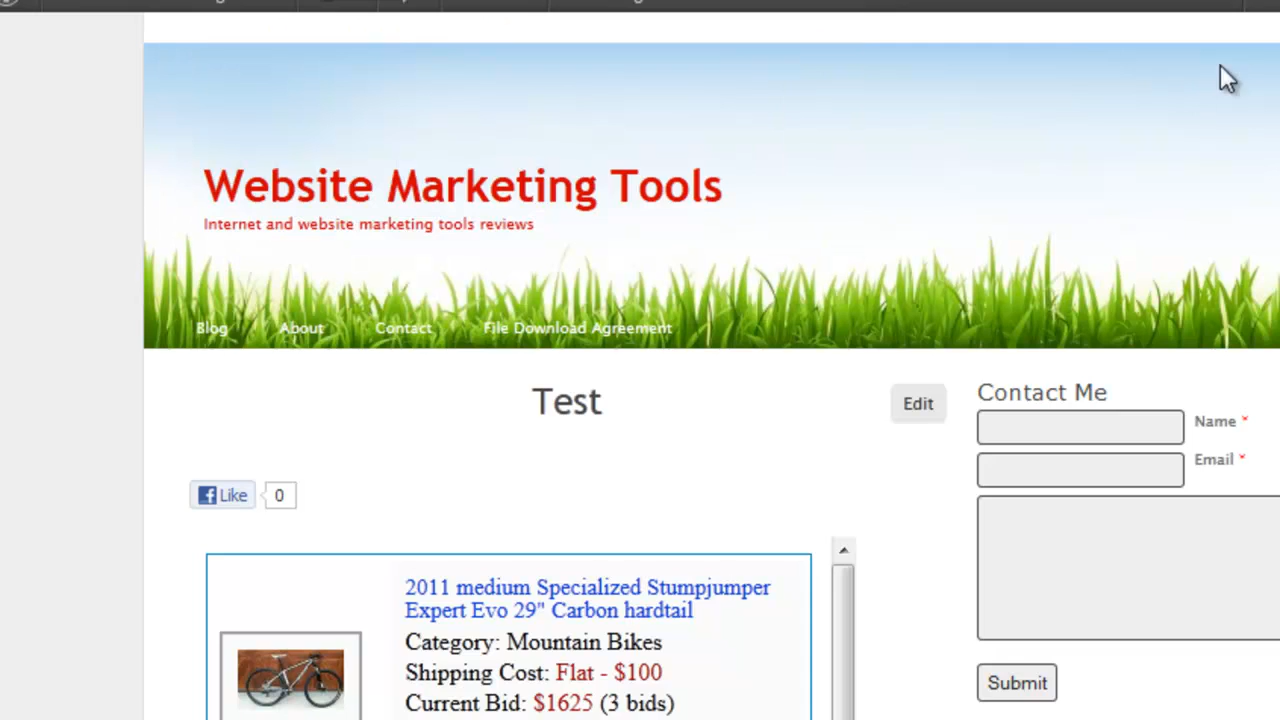 Website Marketing Tools
Internet and website marketing tools reviews
Blog About Contact File Download Agreement
Test
Edit
Like 0
2011 medium Specialized Stumpjumper
Expert Evo 29" Carbon hardtail
Category: Mountain Bikes
Shipping Cost: Flat - $100
Current Bid: $1625 (3 bids)
Contact Me
Name *
Email *
Submit